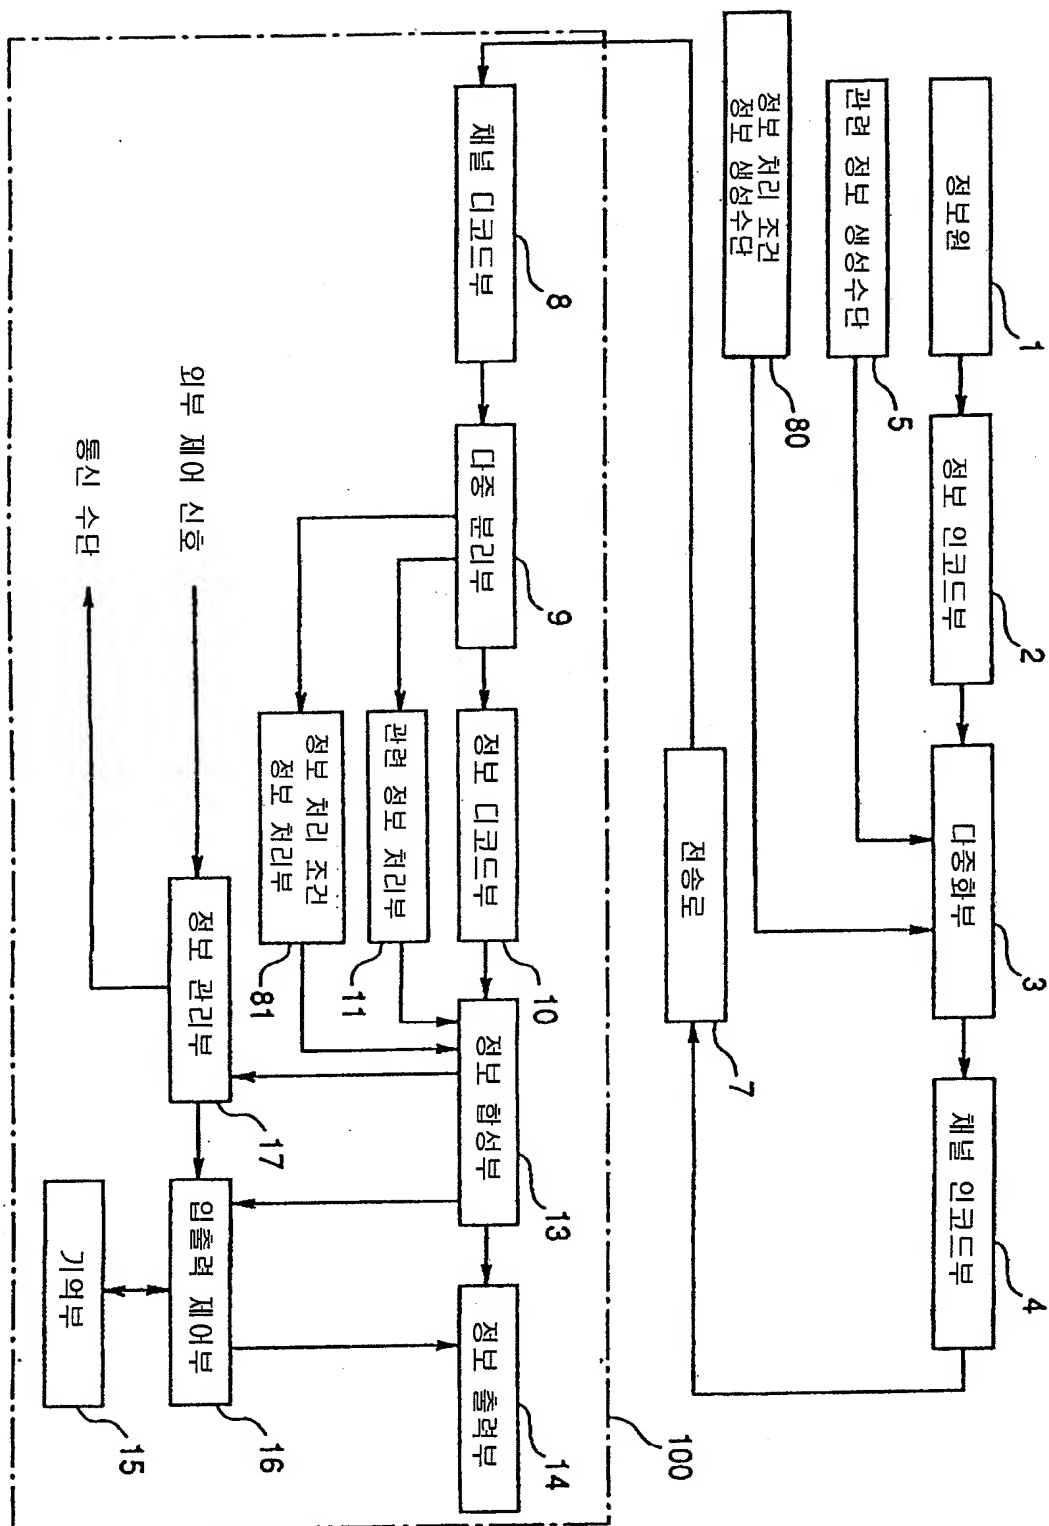 정보원
1
정보 인코드부
2
다중화부
3
채널 인코드부
4
관련 정보 생성수단
5
정보 처리 조건
정보 생성수단
80
전송로
7
100
채널 디코드부
8
다중 분리부
9
정보 디코드부
10
정보 합성부
13
정보 출력부
14
관련 정보 처리부
11
정보 처리 조건
정보 처리부
81
외부 제어 신호
정보 관리부
17
입출력 제어부
16
통신 수단
기억부
15